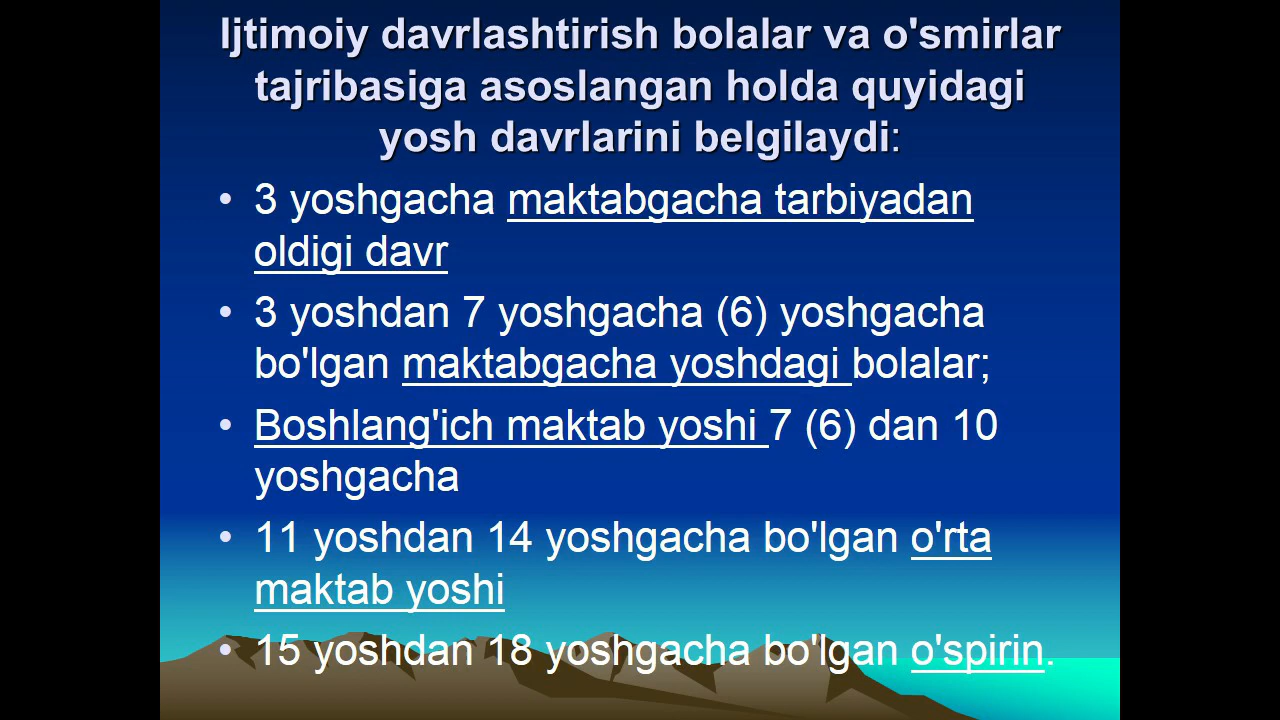 Ijtimoiy davrlashtirish bolalar va o'smirlar
tajribasiga asoslangan holda quyidagi
yosh davrlarini belgilaydi:
• 3 yoshgacha maktabgacha tarbiyadan
oldigi davr
• 3 yoshdan 7 yoshgacha (6) yoshgacha
bo'lgan maktabgacha yoshdagi bolalar;
• Boshlang'ich maktab yoshi 7 (6) dan 10
yoshgacha
• 11 yoshdan 14 yoshgacha bo'lgan o'rta
maktab yoshi
• 15 yoshdan 18 yoshgacha bo'lgan o'spirin.